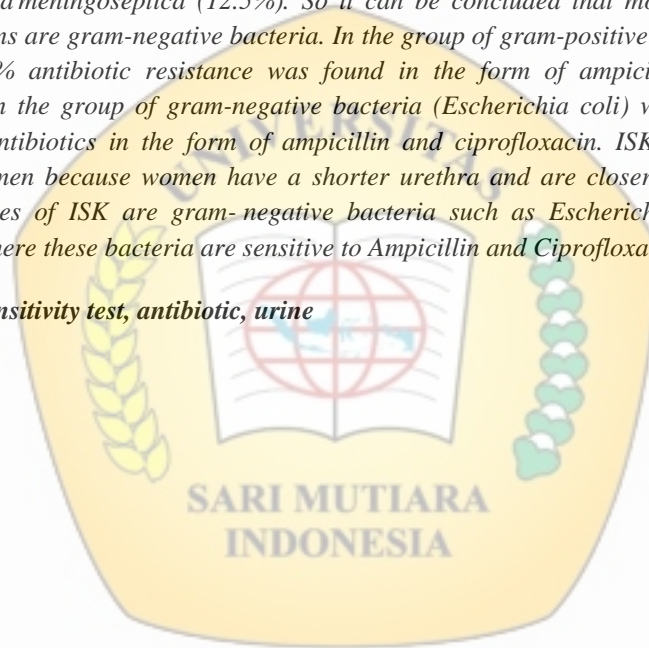 meningoseptica (12.5%). So it can be concluded that mo
ns are gram-negative bacteria. In the group of gram-positive
% antibiotic resistance was found in the form of ampici
n the group of gram-negative bacteria (Escherichia coli) w
ntibiotics in the form of ampicillin and ciprofloxacin. ISK
men because women have a shorter urethra and are closer
es of ISK are gram-negative bacteria such as Escherich
here these bacteria are sensitive to Ampicillin and Ciprofloxa
nsitivity test, antibiotic, urine
UNIVERSITAS
SARI MUTIARA
INDONESIA